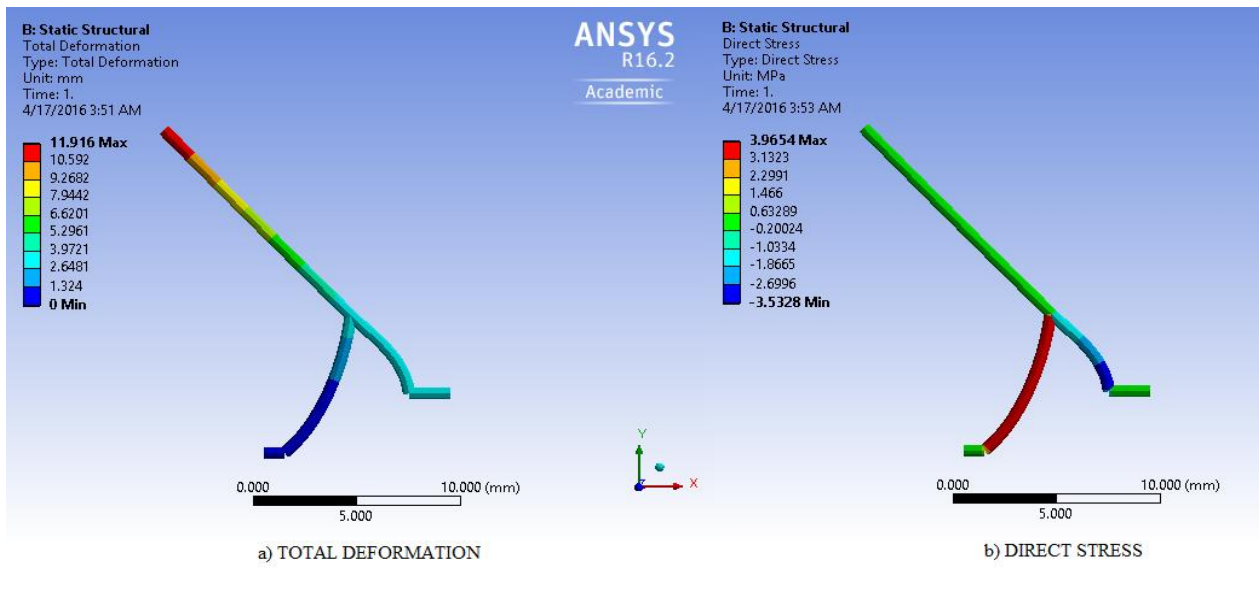 B: Static Structural
Total Deformation
Type: Total Deformation
Unit: mm
Time: 1.
4/17/2016 3:51 AM
11.916 Max
10.592
9.2682
7.9442
6.6201
5.2961
3.9721
2.6481
1.324
0 Min
0.000
10.000 (mm)
5.000
a) TOTAL DEFORMATION
ANSYS
R16.2
Academic
Y
Z
X
B: Static Structural
Direct Stress
Type: Direct Stress
Unit: MPa
Time: 1.
4/17/2016 3:53 AM
3.9654 Max
3.1323
2.2991
1.466
0.63289
-0.20024
-1.0334
-1.8665
-2.6996
-3.5328 Min
0.000
10.000 (mm)
5.000
b) DIRECT STRESS